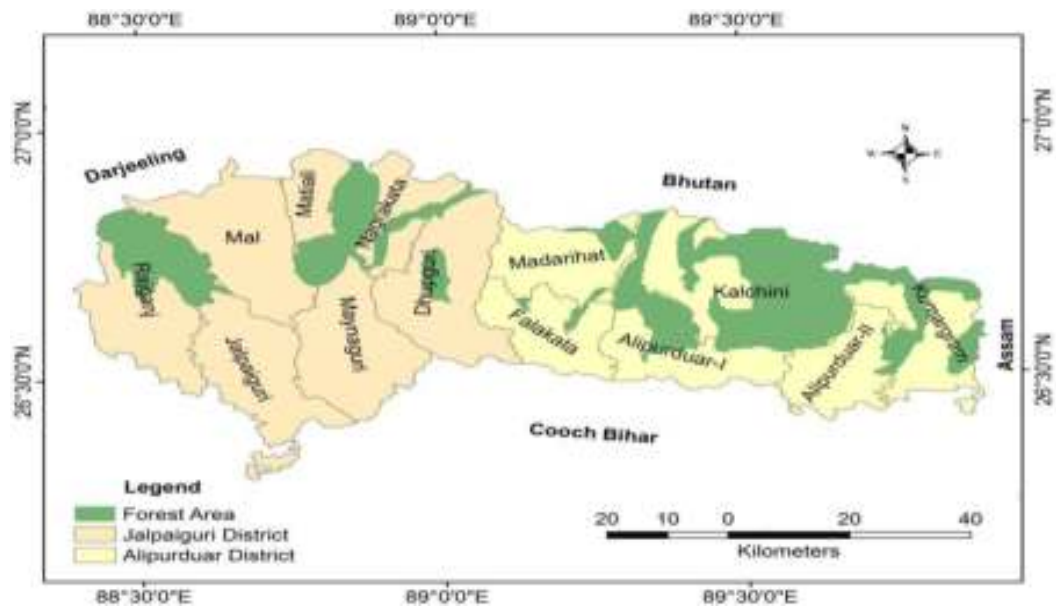 88°30'0"E 89°0'0"E 89°30'0"E
27°0'0"N
27°0'0"N
Darjeeling
Bhutan
Matiali
Nagrakata
Mal
Madarihat
Rajganj
Dhupguri
Kalchini
Kumargram
Falakata
Maynaguri
Jalpaiguri
Alipurduar-I
Alipurduar-II
Assam
26°30'0"N
26°30'0"N
Cooch Bihar
Legend
Forest Area
Jalpaiguri District
Alipurduar District
20 10 0 20 40
Kilometers
88°30'0"E 89°0'0"E 89°30'0"E